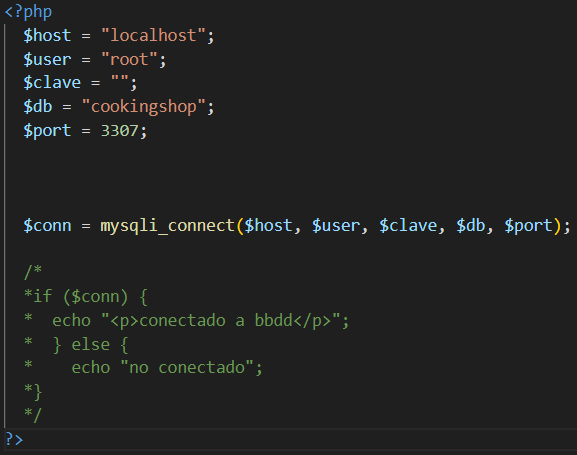 <?php
$host = "localhost";
$user = "root";
$clave = "";
$db = "cookingshop";
$port = 3307;
$conn = mysqli_connect($host, $user, $clave, $db, $port);
/*
*if ($conn) {
*  echo "<p>conectado a bbdd</p>";
*  } else {
*    echo "no conectado";
*}
*/
?>